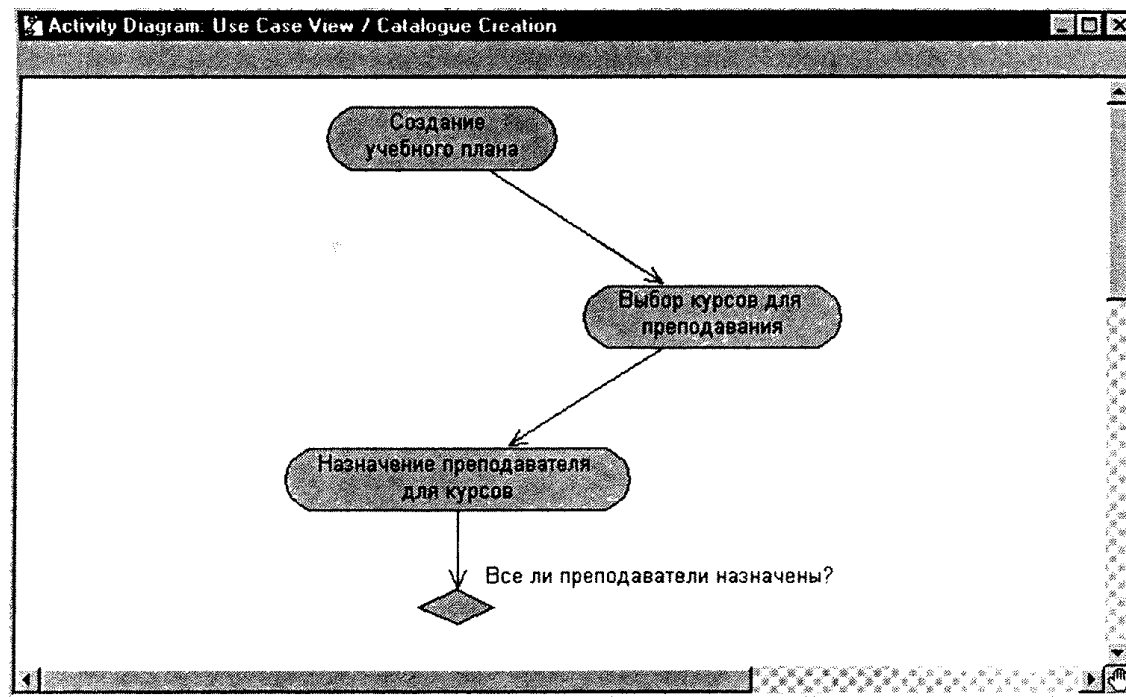 Activity Diagram: Use Case View / Catalogue Creation
Создание
учебного плана
Выбор курсов для
преподавания
Назначение преподавателя
для курсов
Все ли преподаватели назначены?